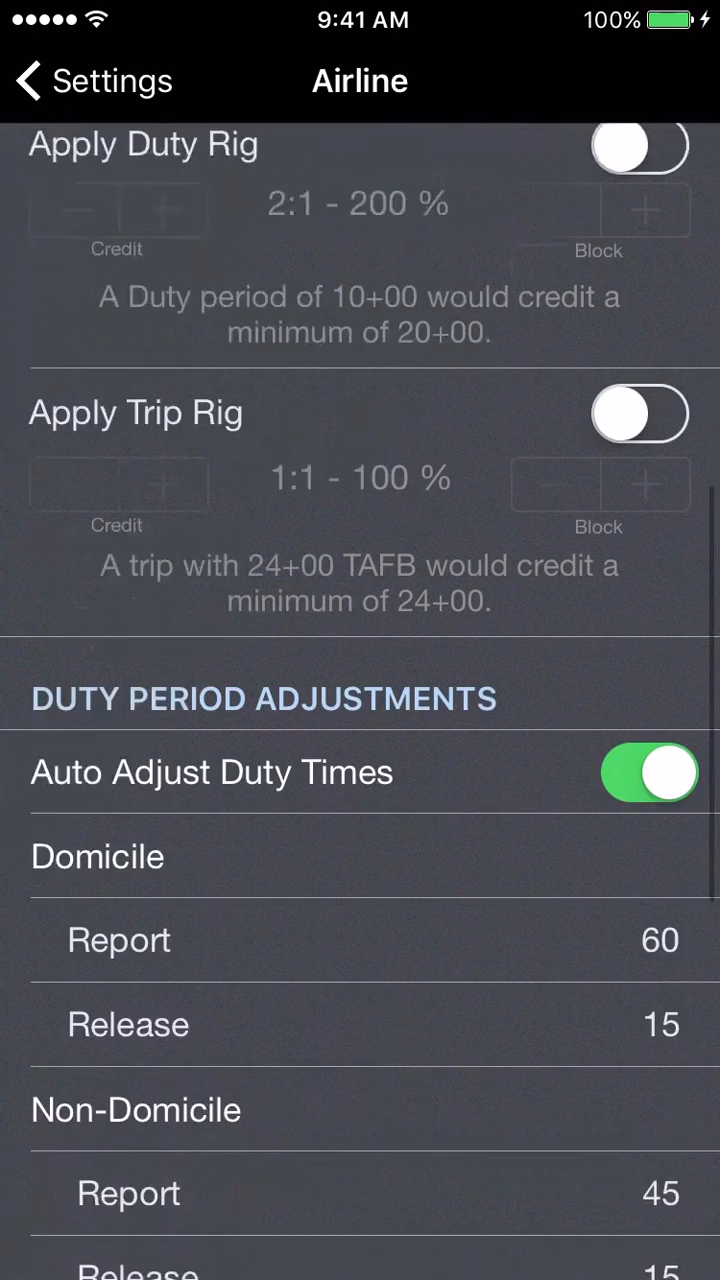 9:41 AM
100%
Settings
Airline
Apply Duty Rig
2:1 - 200 %
Credit
Block
A Duty period of 10+00 would credit a
minimum of 20+00.
Apply Trip Rig
1:1 - 100 %
Credit
Block
A trip with 24+00 TAFB would credit a
minimum of 24+00.
DUTY PERIOD ADJUSTMENTS
Auto Adjust Duty Times
Domicile
Report 60
Release 15
Non-Domicile
Report 45
Release 15